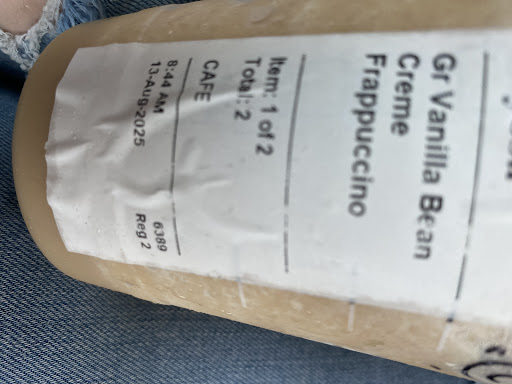 Gr Vanilla Bean
Creme
Frappuccino
Item: 1 of 2
Total: 2
CAFE
8:44 AM 6389
13-Aug-2025 Reg 2